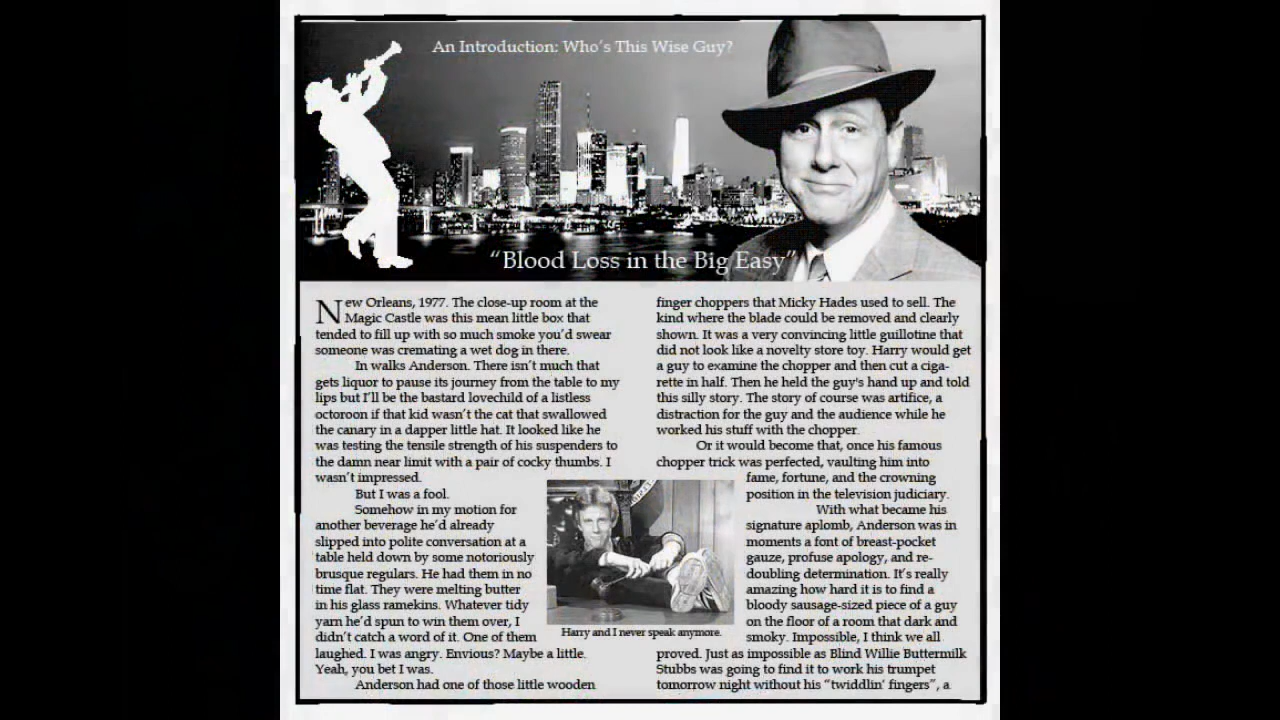 An Introduction: Who's This Wise Guy?
“Blood Loss in the Big Easy”
New Orleans, 1977. The close-up room at the
Magic Castle was this mean little box that
tended to fill up with so much smoke you’d swear
someone was cremating a wet dog in there.
In walks Anderson. There isn’t much that
gets liquor to pause its journey from the table to my
lips but I’ll be the bastard lovechild of a listless
octoroon if that kid wasn’t the cat that swallowed
the canary in a dapper little hat. It looked like he
was testing the tensile strength of his suspenders to
the damn near limit with a pair of cocky thumbs. I
wasn’t impressed.
But I was a fool.
Somehow in my motion for
another beverage he’d already
slipped into polite conversation at a
table held down by some notoriously
brusque regulars. He had them in no
time flat. They were melting butter
in his glass ramekins. Whatever tidy
yarn he’d spun to win them over, I
didn’t catch a word of it. One of them
laughed. I was angry. Envious? Maybe a little.
Yeah, you bet I was.
Anderson had one of those little wooden
finger choppers that Micky Hades used to sell. The
kind where the blade could be removed and clearly
shown. It was a very convincing little guillotine that
did not look like a novelty store toy. Harry would get
a guy to examine the chopper and then cut a ciga-
rette in half. Then he held the guy's hand up and told
this silly story. The story of course was artifice, a
distraction for the guy and the audience while he
worked his stuff with the chopper.
Or it would become that, once his famous
chopper trick was perfected, vaulting him into
fame, fortune, and the crowning
position in the television judiciary.
With what became his
signature aplomb, Anderson was in
moments a font of breast-pocket
gauze, profuse apology, and re-
doubling determination. It’s really
amazing how hard it is to find a
bloody sausage-sized piece of a guy
on the floor of a room that dark and
smoky. Impossible, I think we all
proved. Just as impossible as Blind Willie Buttermilk
Stubbs was going to find it to work his trumpet
tomorrow night without his “twiddlin’ fingers”, a
Harry and I never speak anymore.